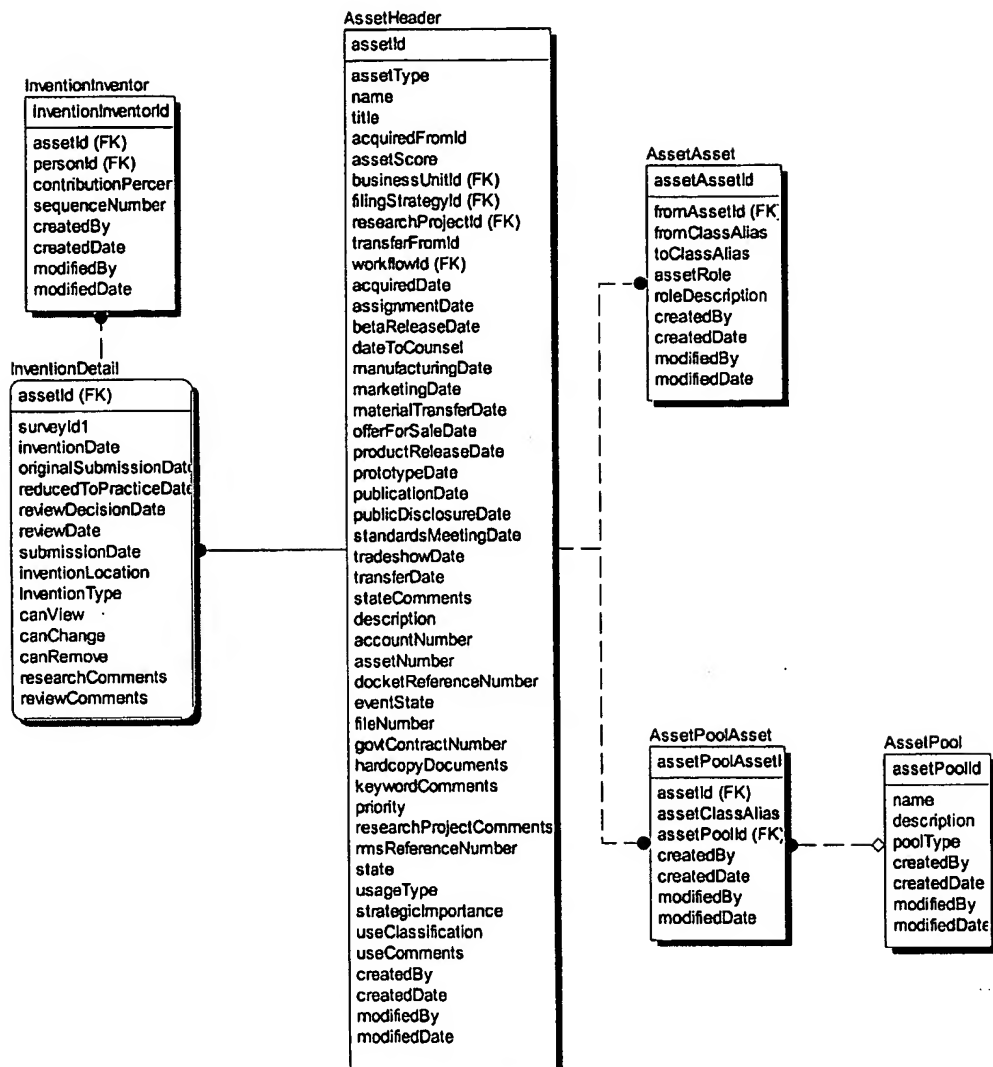 AssetHeader
assetId
assetType
name
title
acquiredFromId
assetScore
businessUnitId (FK)
filingStrategyId (FK)
researchProjectId (FK)
transferFromId
workflowId (FK)
acquiredDate
assignmentDate
betaReleaseDate
dateToCounsel
manufacturingDate
marketingDate
materialTransferDate
offerForSaleDate
productReleaseDate
prototypeDate
publicationDate
publicDisclosureDate
standardsMeetingDate
tradeshowDate
transferDate
stateComments
description
accountNumber
assetNumber
docketReferenceNumber
eventState
fileNumber
govtContractNumber
hardcopyDocuments
keywordComments
priority
researchProjectComments
rmsReferenceNumber
state
usageType
strategicImportance
useClassification
useComments
createdBy
createdDate
modifiedBy
modifiedDate
InventionInventor
InventionInventorId
assetId (FK)
personId (FK)
contributionPercer
sequenceNumber
createdBy
createdDate
modifiedBy
modifiedDate
InventionDetail
assetId (FK)
surveyId1
inventionDate
originalSubmissionDate
reducedToPracticeDate
reviewDecisionDate
reviewDate
submissionDate
inventionLocation
InventionType
canView
canChange
canRemove
researchComments
reviewComments
AssetAsset
assetAssetId
fromAssetId (FK)
fromClassAlias
toClassAlias
assetRole
roleDescription
createdBy
createdDate
modifiedBy
modifiedDate
AssetPoolAsset
assetPoolAssetI
assetId (FK)
assetClassAlias
assetPoolId (FK)
createdBy
createdDate
modifiedBy
modifiedDate
AssetPool
assetPoolId
name
description
poolType
createdBy
createdDate
modifiedBy
modifiedDate